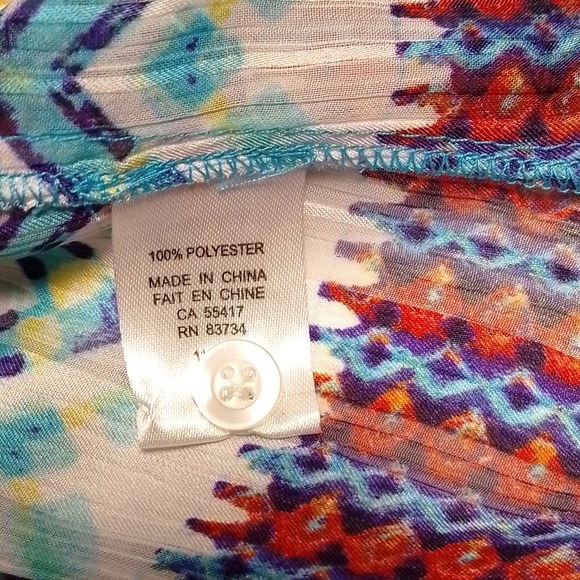 100% POLYESTER
MADE IN CHINA
FAIT EN CHINE
CA 55417
RN 83734